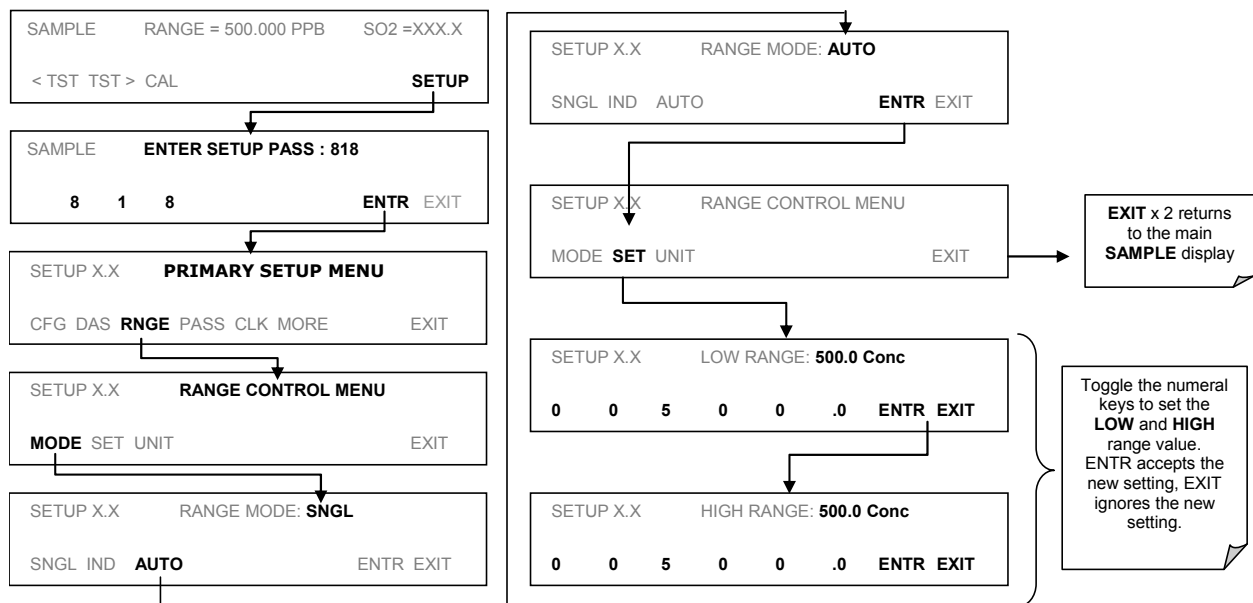 SAMPLE RANGE = 500.000 PPB SO2 =XXX.X
< TST TST > CAL SETUP
SAMPLE ENTER SETUP PASS : 818
8 1 8 ENTR EXIT
SETUP X.X PRIMARY SETUP MENU
CFG DAS RNGE PASS CLK MORE EXIT
SETUP X.X RANGE CONTROL MENU
MODE SET UNIT EXIT
SETUP X.X RANGE MODE: SNGL
SNGL IND AUTO ENTR EXIT
SETUP X.X RANGE MODE: AUTO
SNGL IND AUTO ENTR EXIT
SETUP X.X RANGE CONTROL MENU
MODE SET UNIT EXIT
EXIT x 2 returns
to the main
SAMPLE display
SETUP X.X LOW RANGE: 500.0 Conc
0 0 5 0 0 .0 ENTR EXIT
SETUP X.X HIGH RANGE: 500.0 Conc
0 0 5 0 0 .0 ENTR EXIT
Toggle the numeral
keys to set the
LOW and HIGH
range value.
ENTR accepts the
new setting, EXIT
ignores the new
setting.